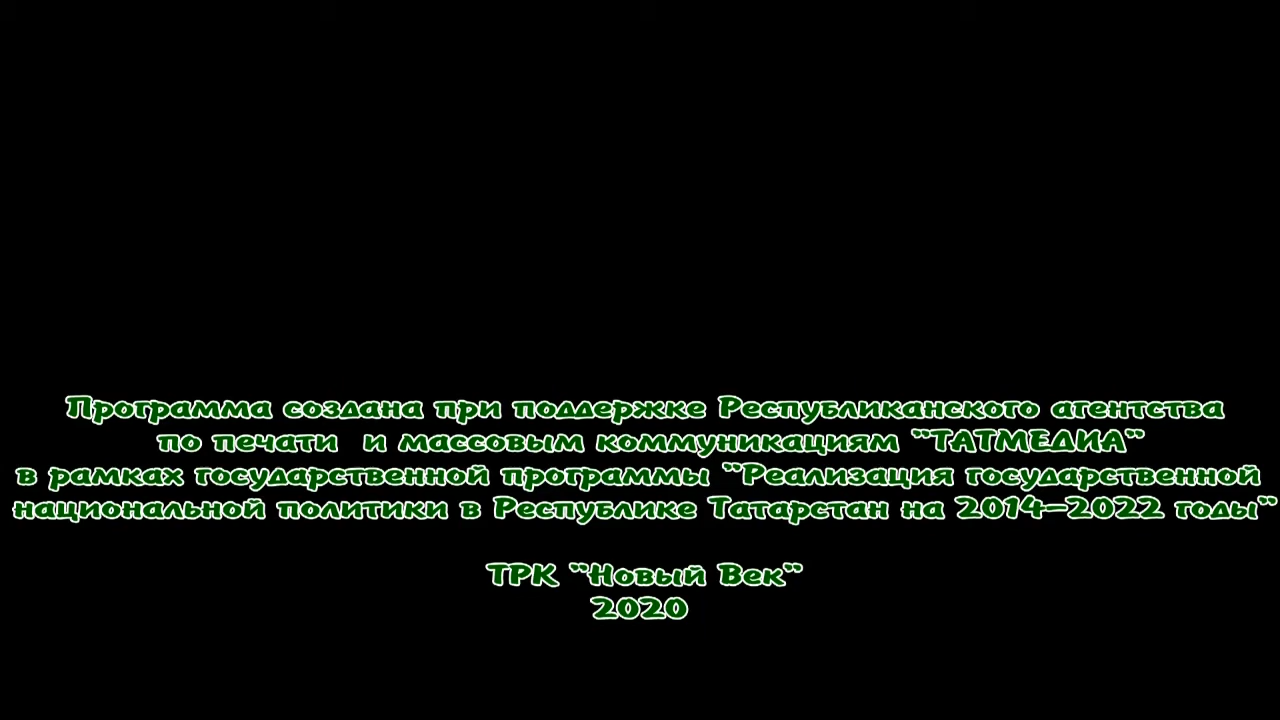 Программа создана при поддержке Республиканского агентства
по печати и массовым коммуникациям "ТАТМЕДИА"
в рамках государственной программы "Реализация государственной
национальной политики в Республике Татарстан на 2014-2022 годы"
ТРК "Новый Век"
2020